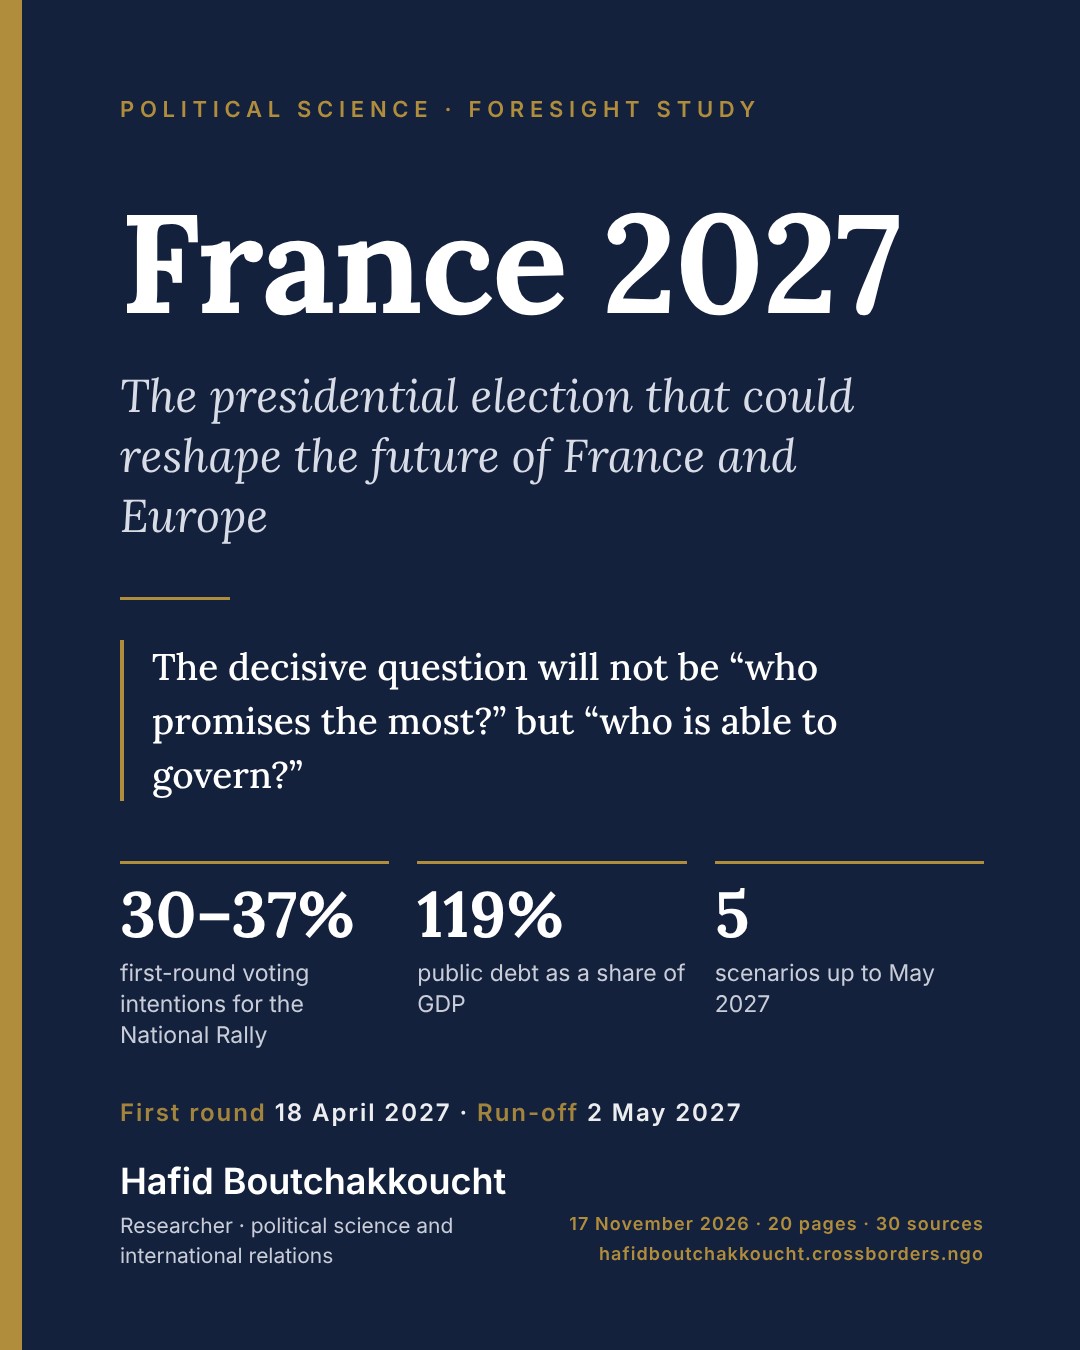 POLITICAL SCIENCE · FORESIGHT STUDY
France 2027
The presidential election that could
reshape the future of France and
Europe
The decisive question will not be “who
promises the most?” but “who is able to
govern?”
30–37%
first-round voting
intentions for the
National Rally
119%
public debt as a share of
GDP
5
scenarios up to May
2027
First round 18 April 2027 · Run-off 2 May 2027
Hafid Boutchakkoucht
Researcher · political science and
international relations
17 November 2026 · 20 pages · 30 sources
hafidboutchakkoucht.crossborders.ngo